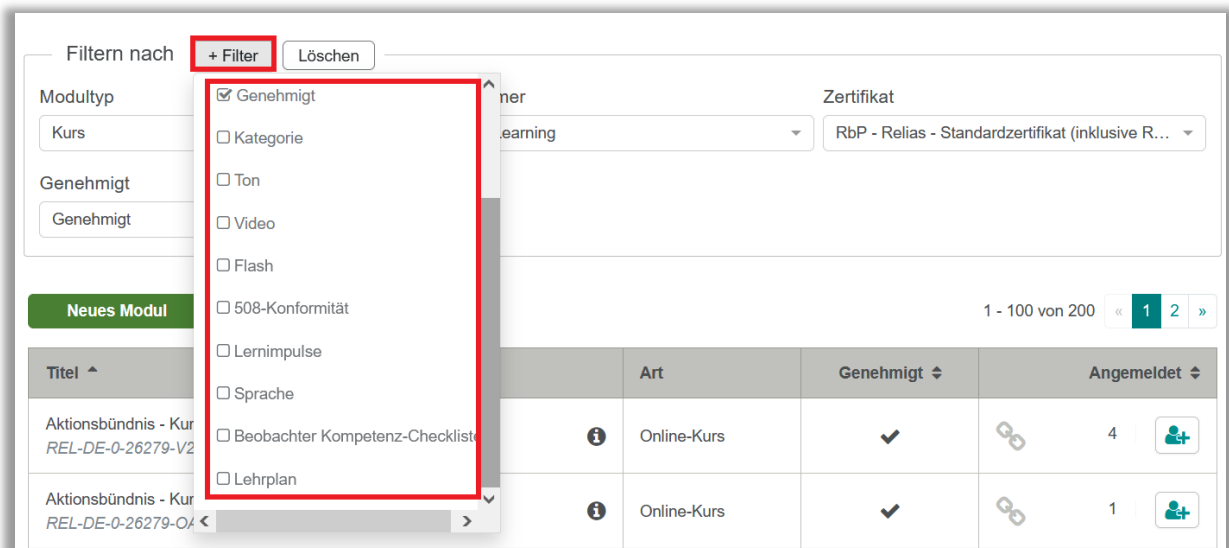 Filtern nach + Filter Löschen
Modultyp
Kurs
Genehmigt
Genehmigt
Genehmigt
Kategorie
Ton
Video
Flash
508-Konformität
Lernimpulse
Sprache
Beobachter Kompetenz-Checkliste
Lehrplan
Zertifikat
RbP - Relias - Standardzertifikat (inklusive R…
Neues Modul
1 - 100 von 200 « 1 2 »
Titel Art Genehmigt Angemeldet
Aktionsbündnis - Kur
REL-DE-0-26279-V2
Online-Kurs 4
Aktionsbündnis - Kur
REL-DE-0-26279-OA
Online-Kurs 1